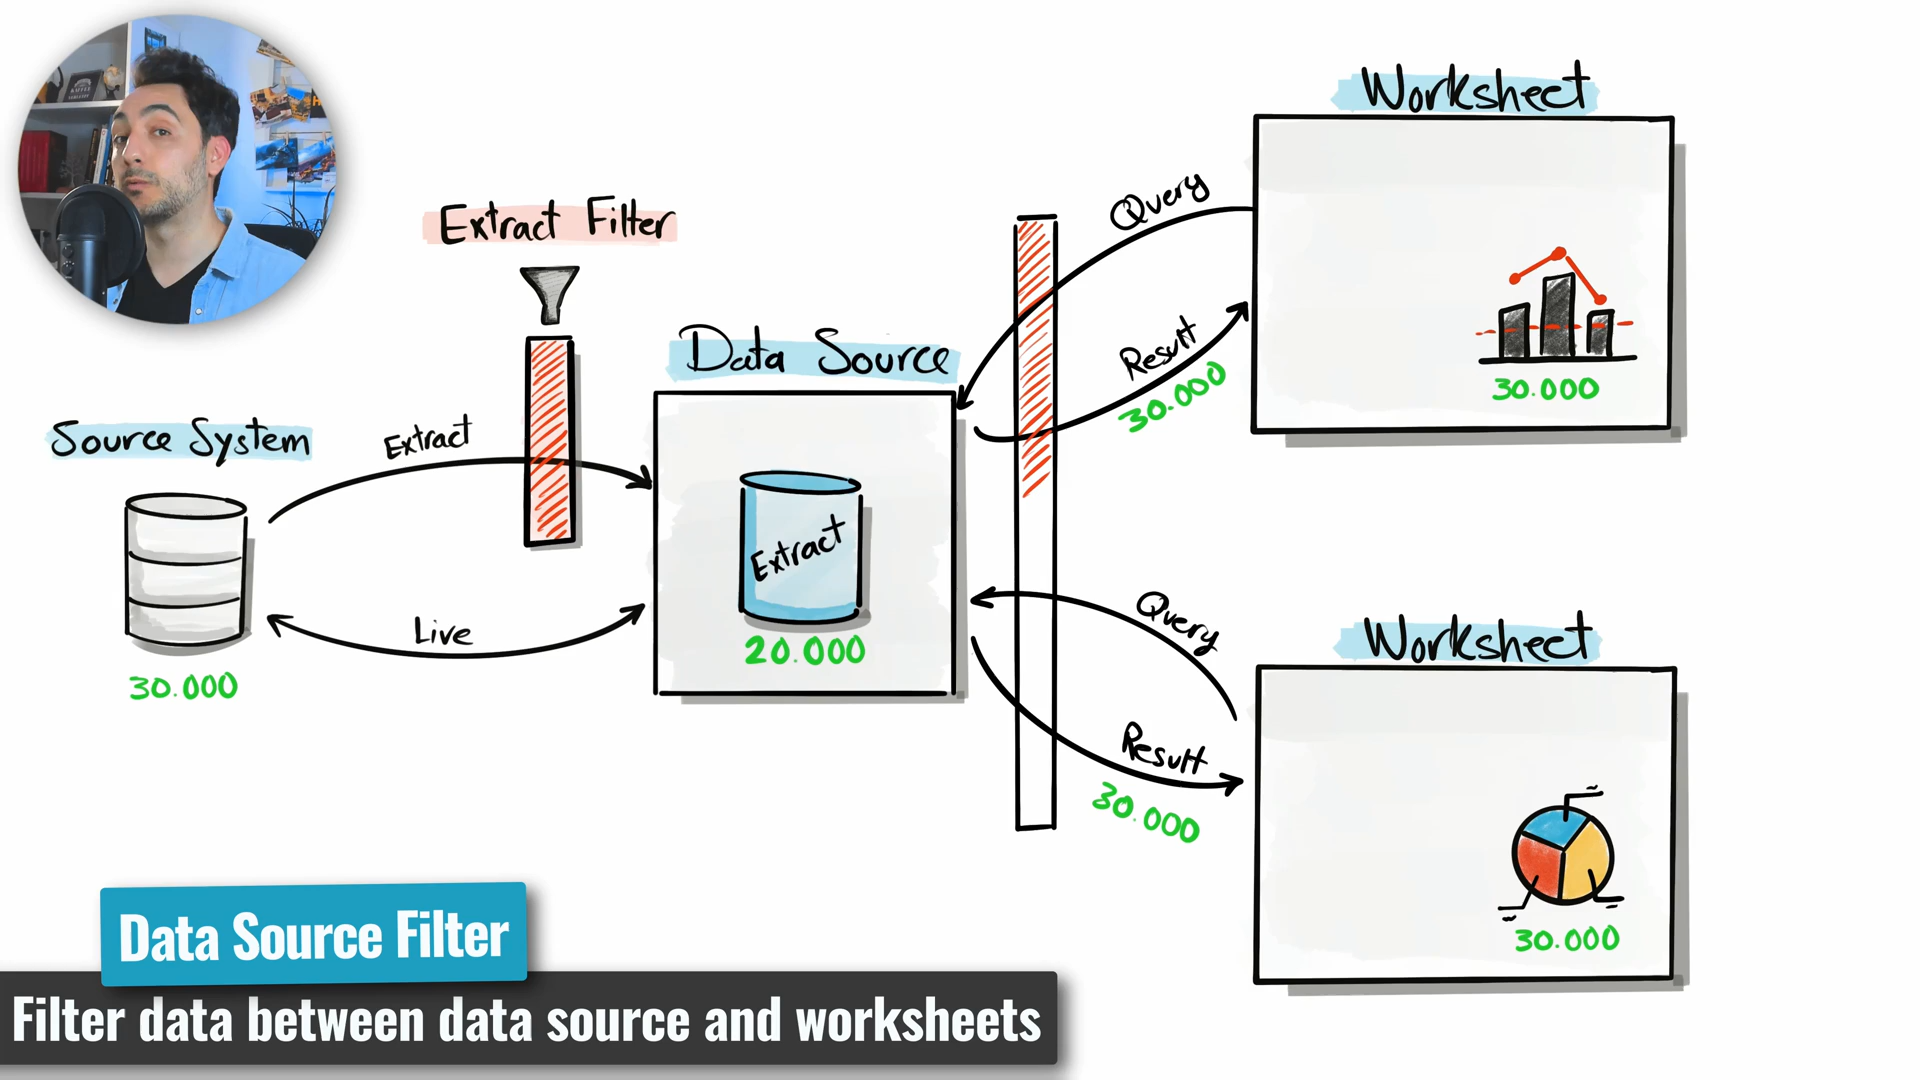 Worksheet
Query
Extract Filter
Result
30.000
30.000
Data Source
Source System
Extract
Extract
Live
20.000
30.000
Query
Worksheet
Result
30.000
30.000
Data Source Filter
Filter data between data source and worksheets